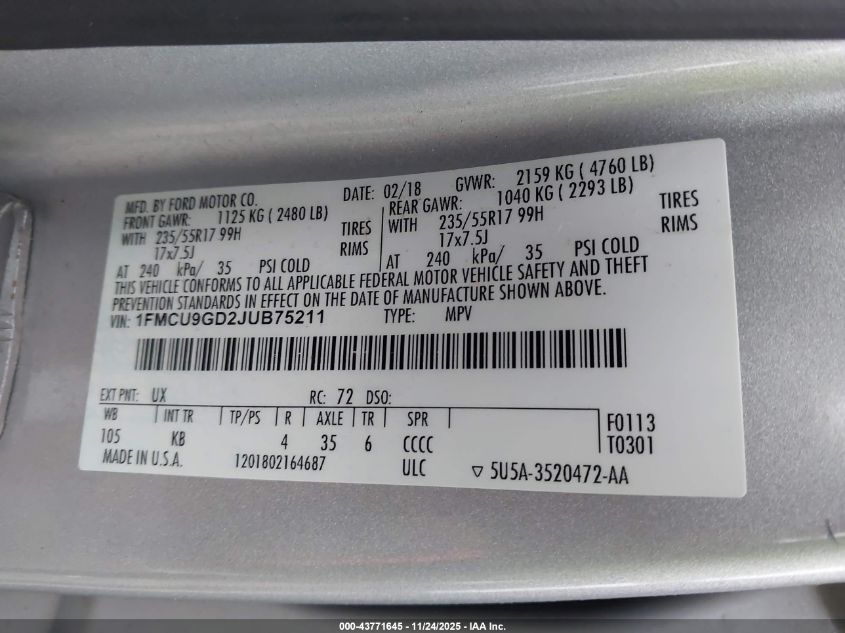 MFD. BY FORD MOTOR CO. DATE: 02/18 GVWR: 2159 KG ( 4760 LB)
FRONT GAWR: 1125 KG ( 2480 LB) REAR GAWR: 1040 KG ( 2293 LB)
WITH 235/55R17 99H TIRES WITH 235/55R17 99H TIRES
17x7.5J RIMS 17x7.5J RIMS
AT 240 kPa/ 35 PSI COLD AT 240 kPa/ 35 PSI COLD
THIS VEHICLE CONFORMS TO ALL APPLICABLE FEDERAL MOTOR VEHICLE SAFETY AND THEFT
PREVENTION STANDARDS IN EFFECT ON THE DATE OF MANUFACTURE SHOWN ABOVE.
VIN: 1FMCU9GD2JUB75211 TYPE: MPV
EXT PNT: UX RC: 72 DSO:
WB INT TR TP/PS R AXLE TR SPR
105 KB 4 35 6 CCCC
F0113
T0301
MADE IN U.S.A. 1201802164687 ULC 5U5A-3520472-AA
000-43771645 - 11/24/2025 - IAA Inc.